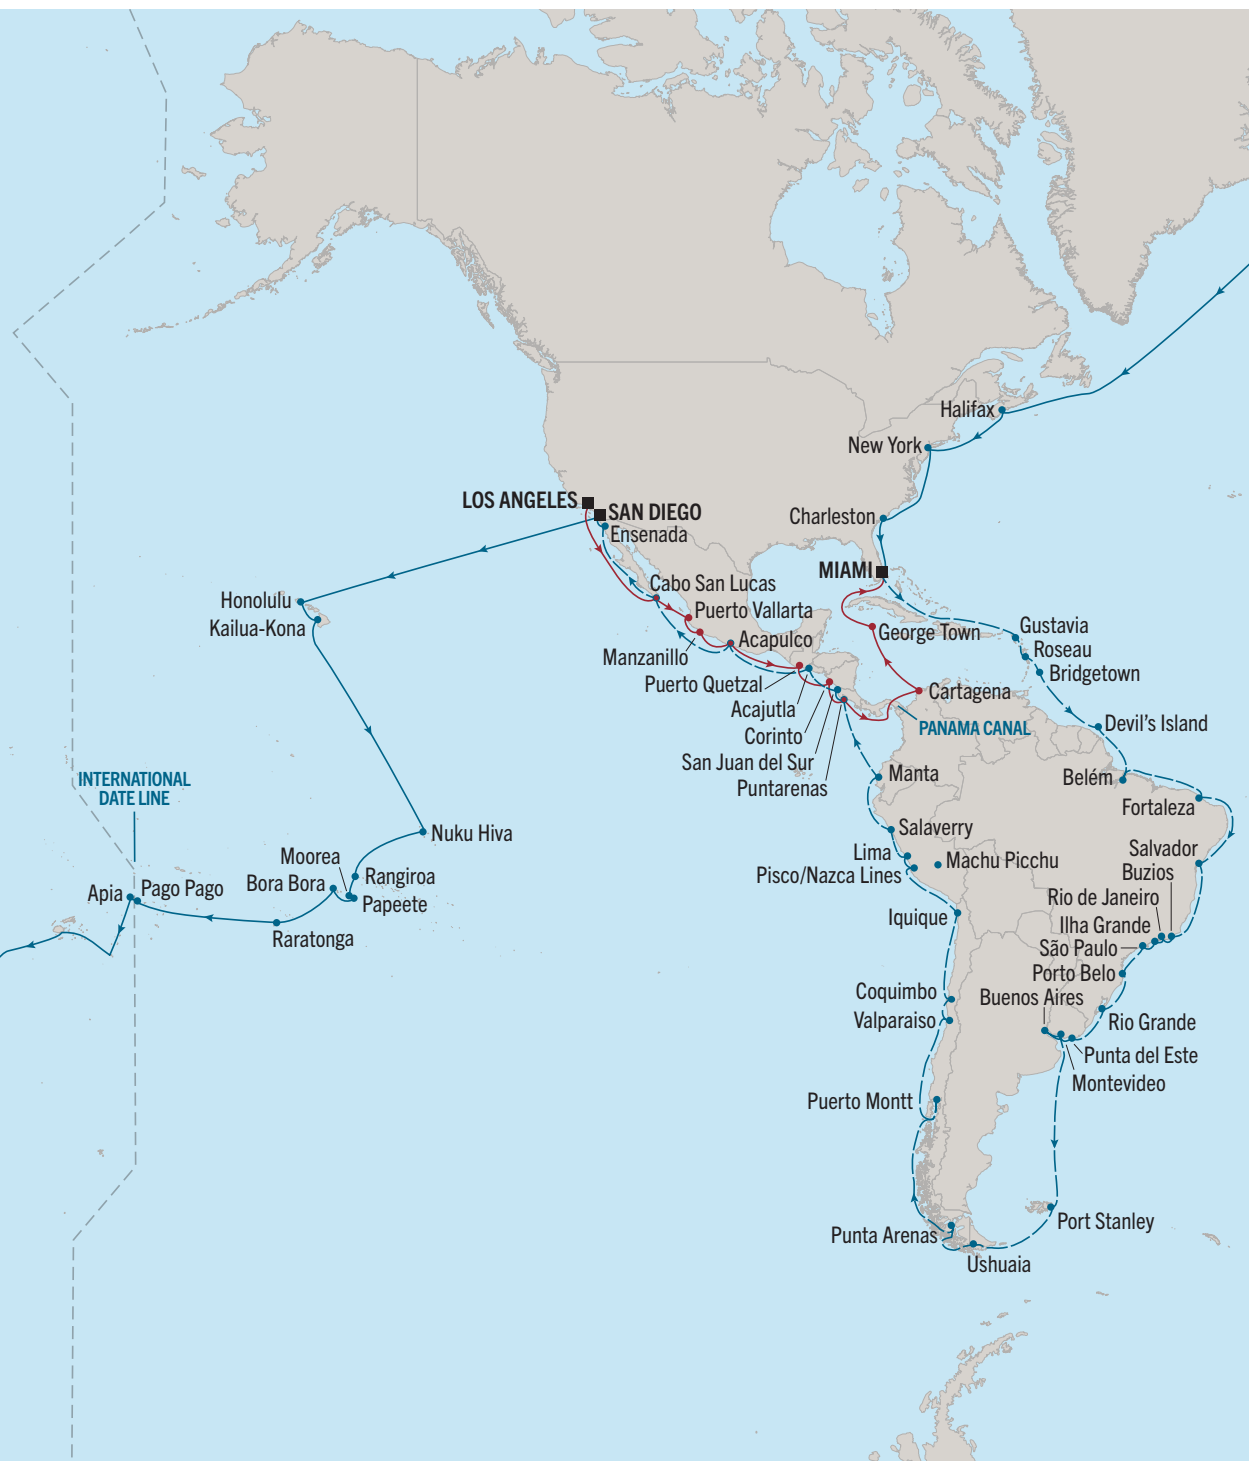 Halifax
New York
LOS ANGELES
SAN DIEGO
Ensenada
Charleston
MIAMI
Cabo San Lucas
Puerto Vallarta
Honolulu
Kailua-Kona
Manzanillo
Acapulco
George Town
Gustavia
Roseau
Bridgetown
Puerto Quetzal
Acajutla
Corinto
San Juan del Sur
Puntarenas
Cartagena
PANAMA CANAL
Devil's Island
INTERNATIONAL
DATE LINE
Manta
Belém
Fortaleza
Nuku Hiva
Salaverry
Moorea
Bora Bora
Rangiroa
Papeete
Lima
Machu Picchu
Pisco/Nazca Lines
Salvador
Buzios
Apia
Pago Pago
Rio de Janeiro
Iquique
Ilha Grande
Raratonga
São Paulo
Porto Belo
Coquimbo
Buenos Aires
Valparaiso
Rio Grande
Punta del Este
Montevideo
Puerto Montt
Port Stanley
Punta Arenas
Ushuaia